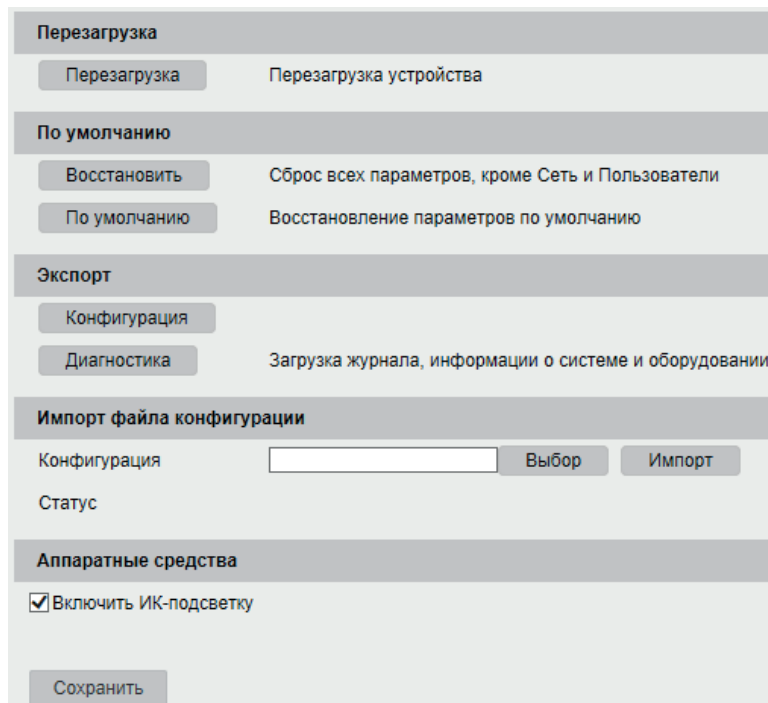 Перезагрузка
Перезагрузка Перезагрузка устройства
По умолчанию
Восстановить Сброс всех параметров, кроме Сеть и Пользователи
По умолчанию Восстановление параметров по умолчанию
Экспорт
Конфигурация
Диагностика Загрузка журнала, информации о системе и оборудовании
Импорт файла конфигурации
Конфигурация Выбор Импорт
Статус
Аппаратные средства
Включить ИК-подсветку
Сохранить